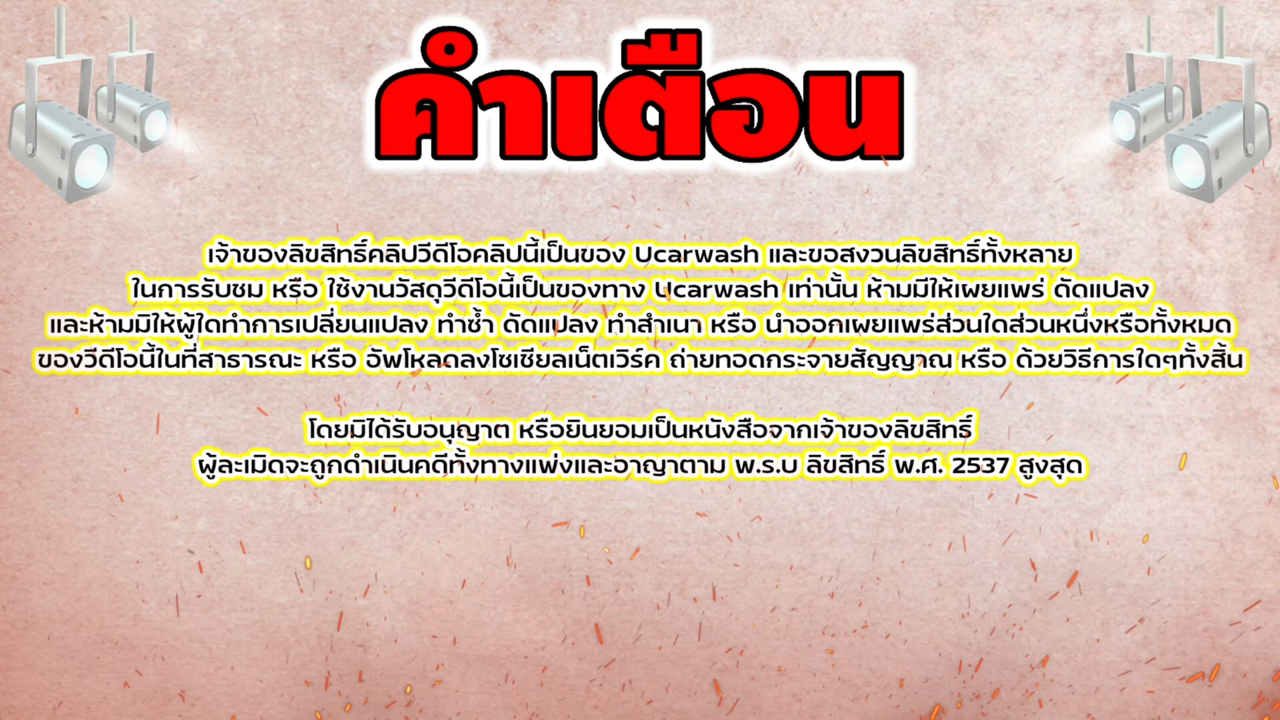 คำเตือน
เจ้าของลิขสิทธิ์คลิปวีดีโอคลิปนี้เป็นของ Ucarwash และขอสงวนลิขสิทธิ์ทั้งหลาย
ในการรับชม หรือ ใช้งานวัสดุวีดีโอนี้เป็นของทาง Ucarwash เท่านั้น ห้ามมีให้เผยแพร่ ดัดแปลง
และห้ามมิให้ผู้ใดทำการเปลี่ยนแปลง ทำซ้ำ ดัดแปลง ทำสำเนา หรือ นำออกเผยแพร่ส่วนใดส่วนหนึ่งหรือทั้งหมด
ของวีดีโอนี้ในที่สาธารณะ หรือ อัพโหลดลงโซเชียลเน็ตเวิร์ค ถ่ายทอดกระจายสัญญาณ หรือ ด้วยวิธีการใดๆทั้งสิ้น
โดยมิได้รับอนุญาต หรือยินยอมเป็นหนังสือจากเจ้าของลิขสิทธิ์
ผู้ละเมิดจะถูกดำเนินคดีทั้งทางแพ่งและอาญาตาม พ.ร.บ ลิขสิทธิ์ พ.ศ. 2537 สูงสุด